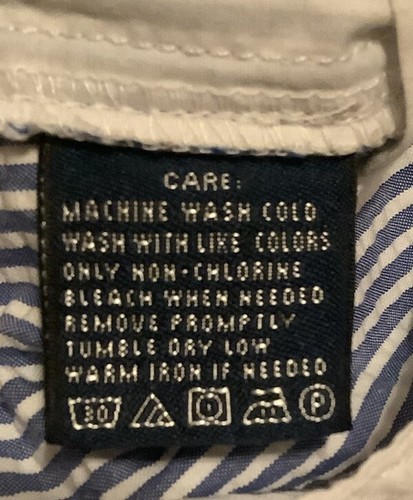 CARE:
MACHINE WASH COLD
WASH WITH LIKE COLORS
ONLY NON-CHLORINE
BLEACH WHEN NEEDED
REMOVE PROMPTLY
TUMBLE DRY LOW
WARM IRON IF NEEDED
30 P